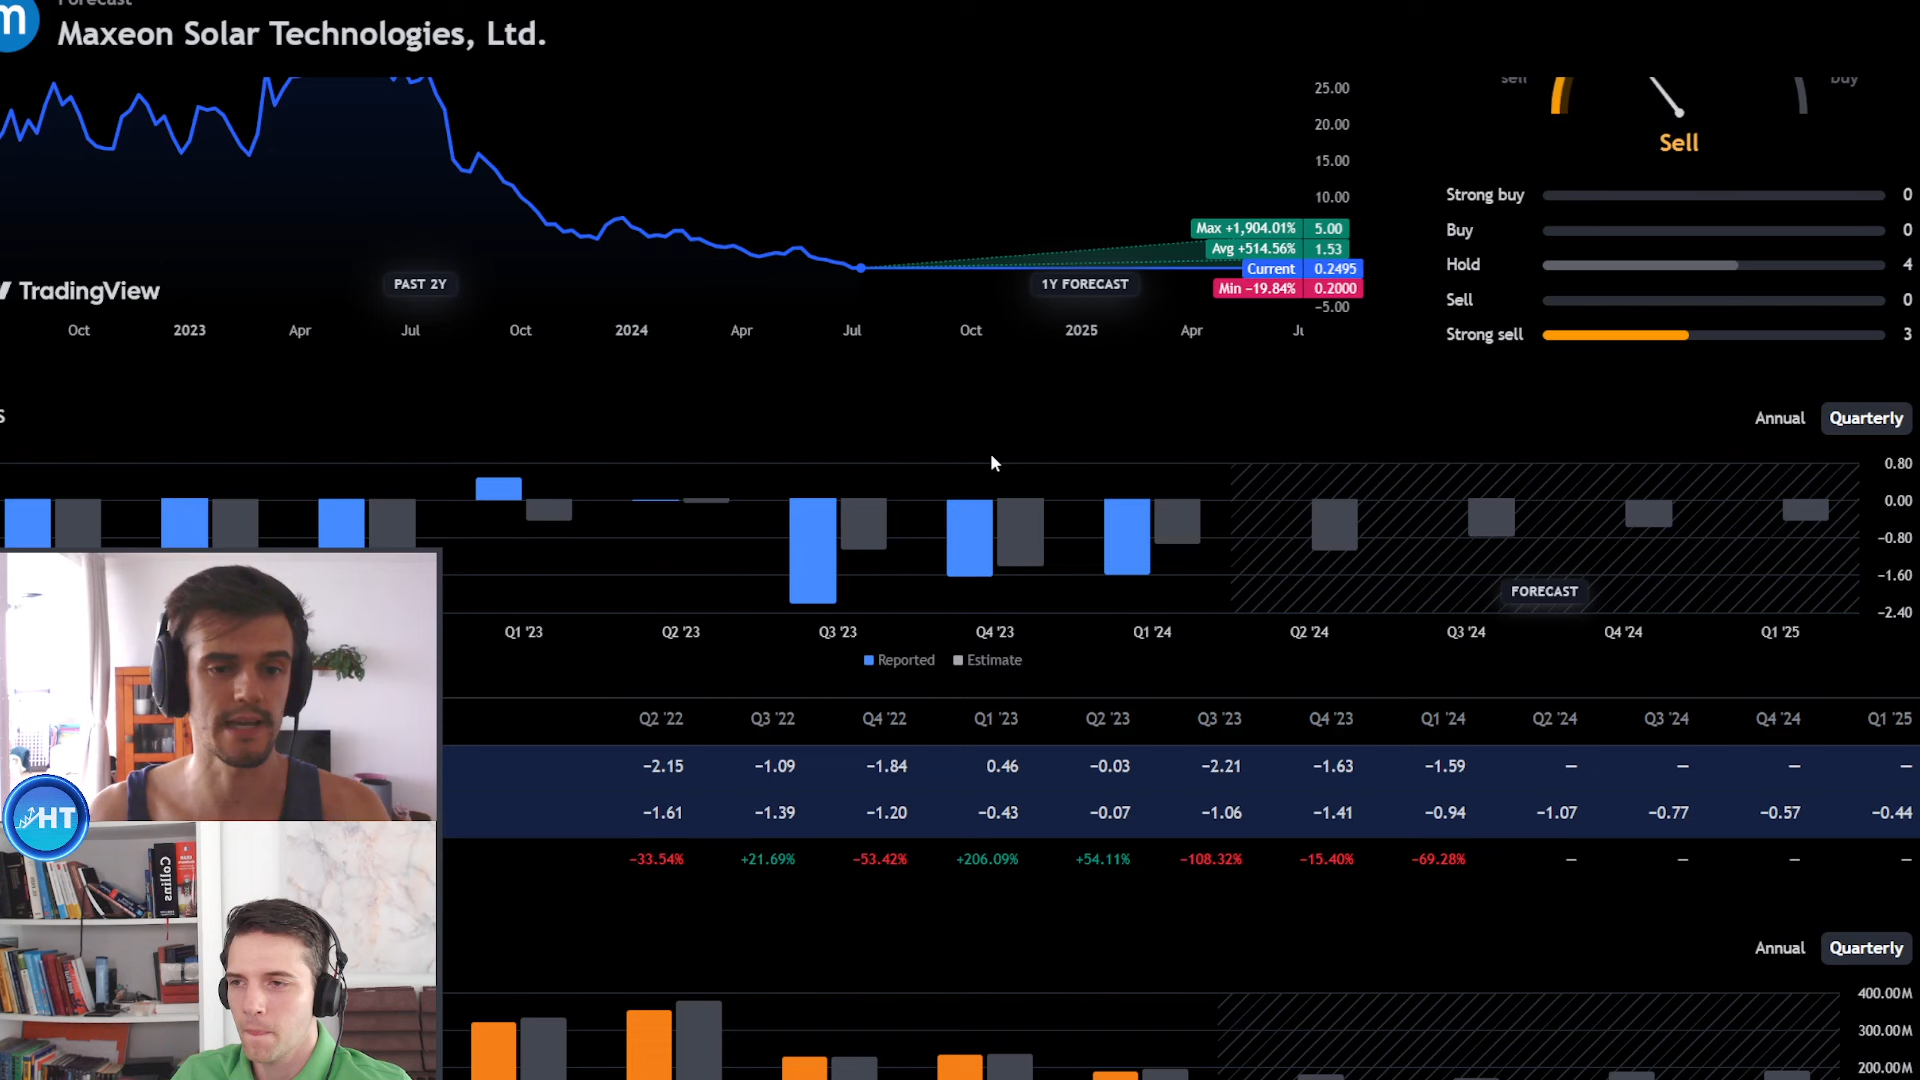 Forecast
m
Maxeon Solar Technologies, Ltd.
25.00
20.00
15.00
10.00
Max +1,904.01% 5.00
Avg +514.56% 1.53
Current 0.2495
Min −19.84% 0.2000
−5.00
PAST 2Y
1Y FORECAST
TradingView
Oct 2023 Apr Jul Oct 2024 Apr Jul Oct 2025 Apr
sell buy
Sell
Strong buy 0
Buy 0
Hold 4
Sell 0
Strong sell 3
Annual Quarterly
0.80
0.00
−0.80
−1.60
−2.40
FORECAST
Q1 '23 Q2 '23 Q3 '23 Q4 '23 Q1 '24 Q2 '24 Q3 '24 Q4 '24 Q1 '25
Reported Estimate
Q2 '22 Q3 '22 Q4 '22 Q1 '23 Q2 '23 Q3 '23 Q4 '23 Q1 '24 Q2 '24 Q3 '24 Q4 '24 Q1 '25
−2.15 −1.09 −1.84 0.46 −0.03 −2.21 −1.63 −1.59 — — — —
−1.61 −1.39 −1.20 −0.43 −0.07 −1.06 −1.41 −0.94 −1.07 −0.77 −0.57 −0.44
−33.54% +21.69% −53.42% +206.09% +54.11% −108.32% −15.40% −69.28% — — — —
HT
Collins
Annual Quarterly
400.00M
300.00M
200.00M